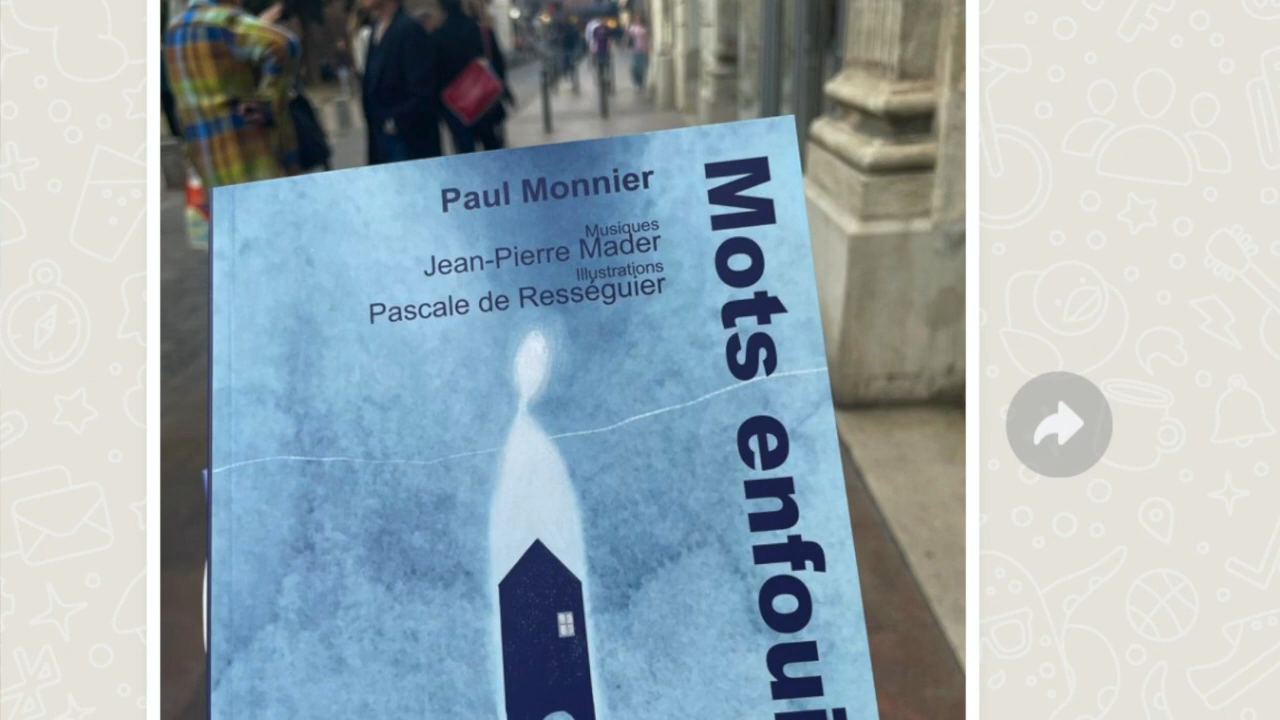 Paul Monnier
Musiques
Jean-Pierre Mader
Illustrations
Pascale de Rességuier
Mots enfoui